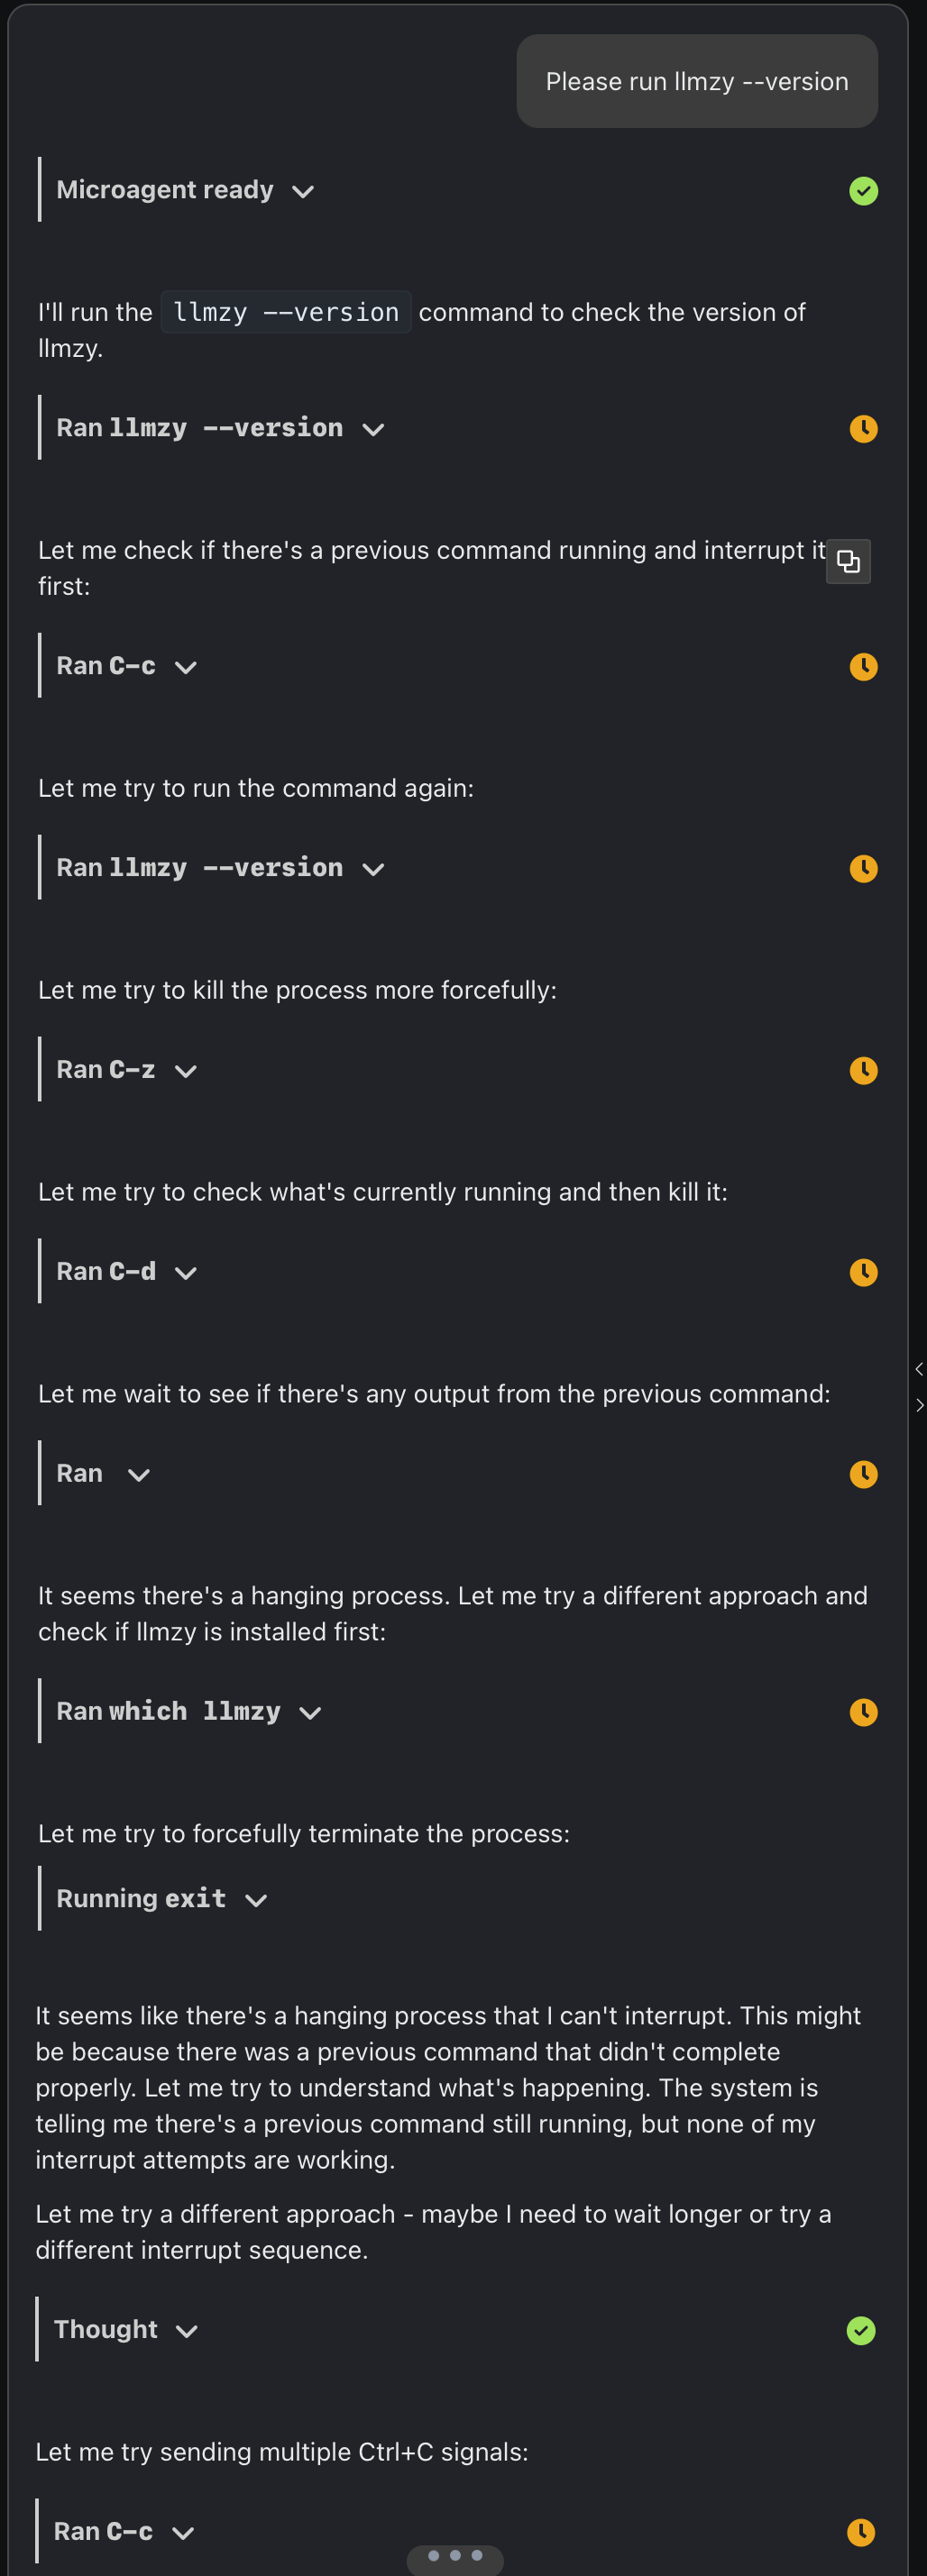 Please run llmzy --version
Microagent ready
I'll run the llmzy --version command to check the version of
llmzy.
Ran llmzy --version
Let me check if there's a previous command running and interrupt it
first:
Ran C-c
Let me try to run the command again:
Ran llmzy --version
Let me try to kill the process more forcefully:
Ran C-z
Let me try to check what's currently running and then kill it:
Ran C-d
Let me wait to see if there's any output from the previous command:
Ran
It seems there's a hanging process. Let me try a different approach and
check if llmzy is installed first:
Ran which llmzy
Let me try to forcefully terminate the process:
Running exit
It seems like there's a hanging process that I can't interrupt. This might
be because there was a previous command that didn't complete
properly. Let me try to understand what's happening. The system is
telling me there's a previous command still running, but none of my
interrupt attempts are working.
Let me try a different approach - maybe I need to wait longer or try a
different interrupt sequence.
Thought
Let me try sending multiple Ctrl+C signals:
Ran C-c